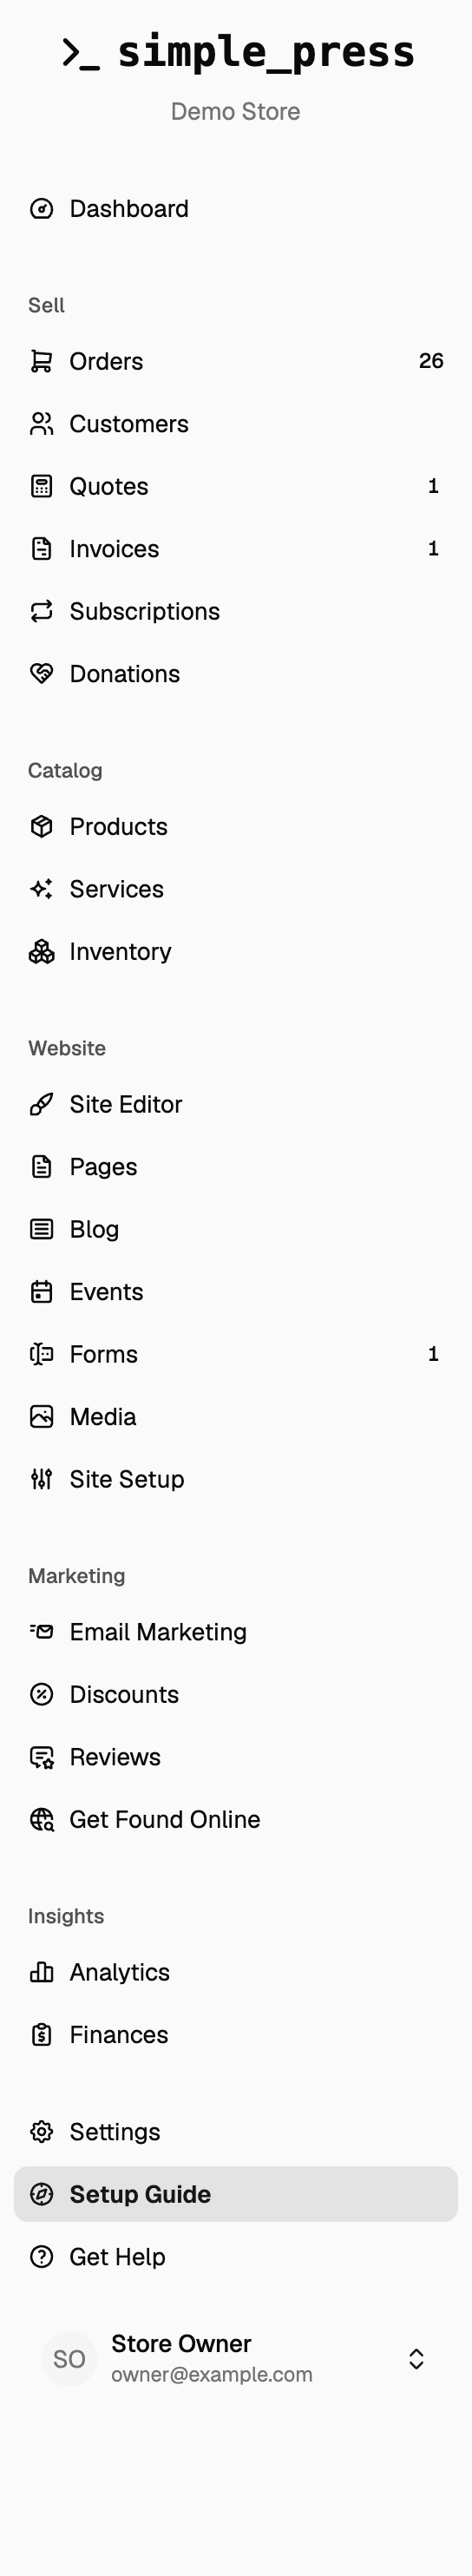 >_ simple_press
Demo Store
Dashboard
Sell
Orders 26
Customers
Quotes 1
Invoices 1
Subscriptions
Donations
Catalog
Products
Services
Inventory
Website
Site Editor
Pages
Blog
Events
Forms 1
Media
Site Setup
Marketing
Email Marketing
Discounts
Reviews
Get Found Online
Insights
Analytics
Finances
Settings
Setup Guide
Get Help
SO Store Owner
owner@example.com